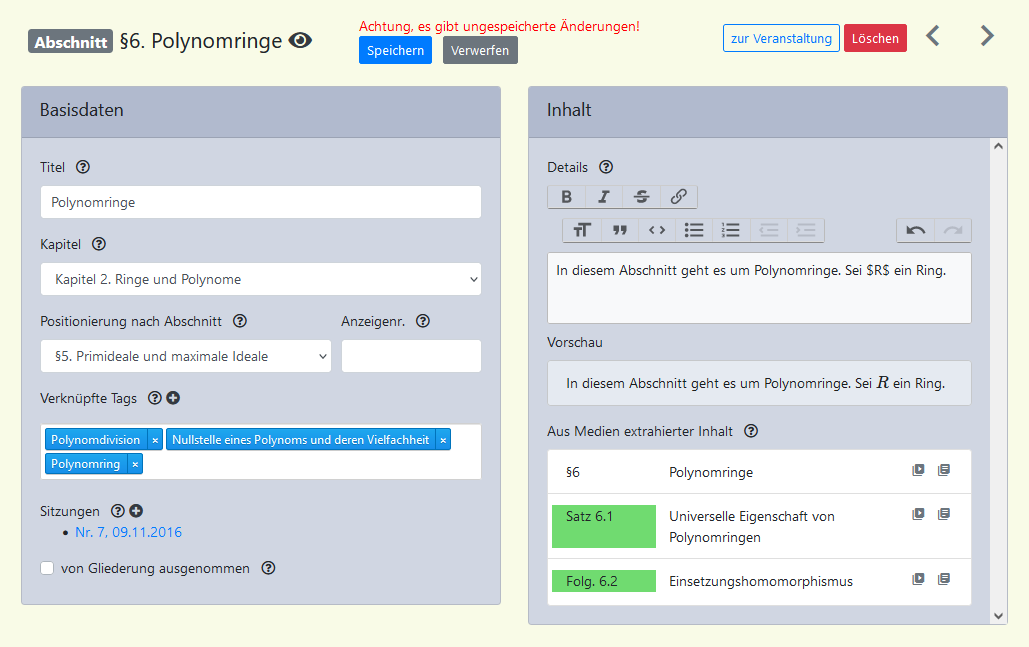 Abschnitt §6. Polynomringe
Achtung, es gibt ungespeicherte Änderungen!
Speichern Verwerfen
zur Veranstaltung Löschen
Basisdaten
Titel
Polynomringe
Kapitel
Kapitel 2. Ringe und Polynome
Positionierung nach Abschnitt Anzeigenr.
§5. Primideale und maximale Ideale
Verknüpfte Tags
Polynomdivision × Nullstelle eines Polynoms und deren Vielfachheit ×
Polynomring ×
Sitzungen
• Nr. 7, 09.11.2016
von Gliederung ausgenommen
Inhalt
Details
In diesem Abschnitt geht es um Polynomringe. Sei $R$ ein Ring.
Vorschau
In diesem Abschnitt geht es um Polynomringe. Sei R ein Ring.
Aus Medien extrahierter Inhalt
§6 Polynomringe
Satz 6.1 Universelle Eigenschaft von
Polynomringen
Folg. 6.2 Einsetzungshomomorphismus